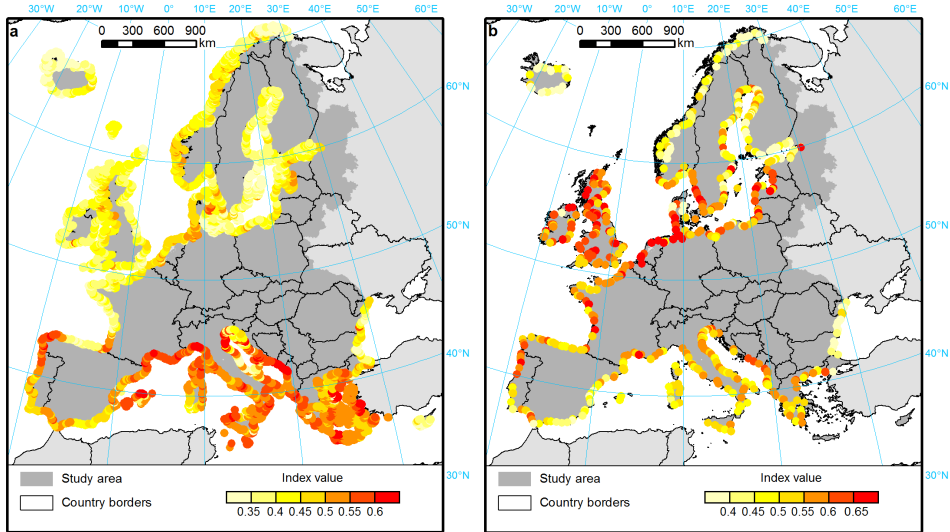 30°W 20°W 10°W 0° 10°E 20°E 30°E 40°E 50°E 60°E
30°W 20°W 10°W 0° 10°E 20°E 30°E 40°E 50°E 60°E
a
0 300 600 900
km
b
0 300 600 900
km
60°N
60°N
50°N
50°N
40°N
40°N
30°N
30°N
Study area
Country borders
Index value
0.35 0.4 0.45 0.5 0.55 0.6
Study area
Country borders
Index value
0.4 0.45 0.5 0.55 0.6 0.65